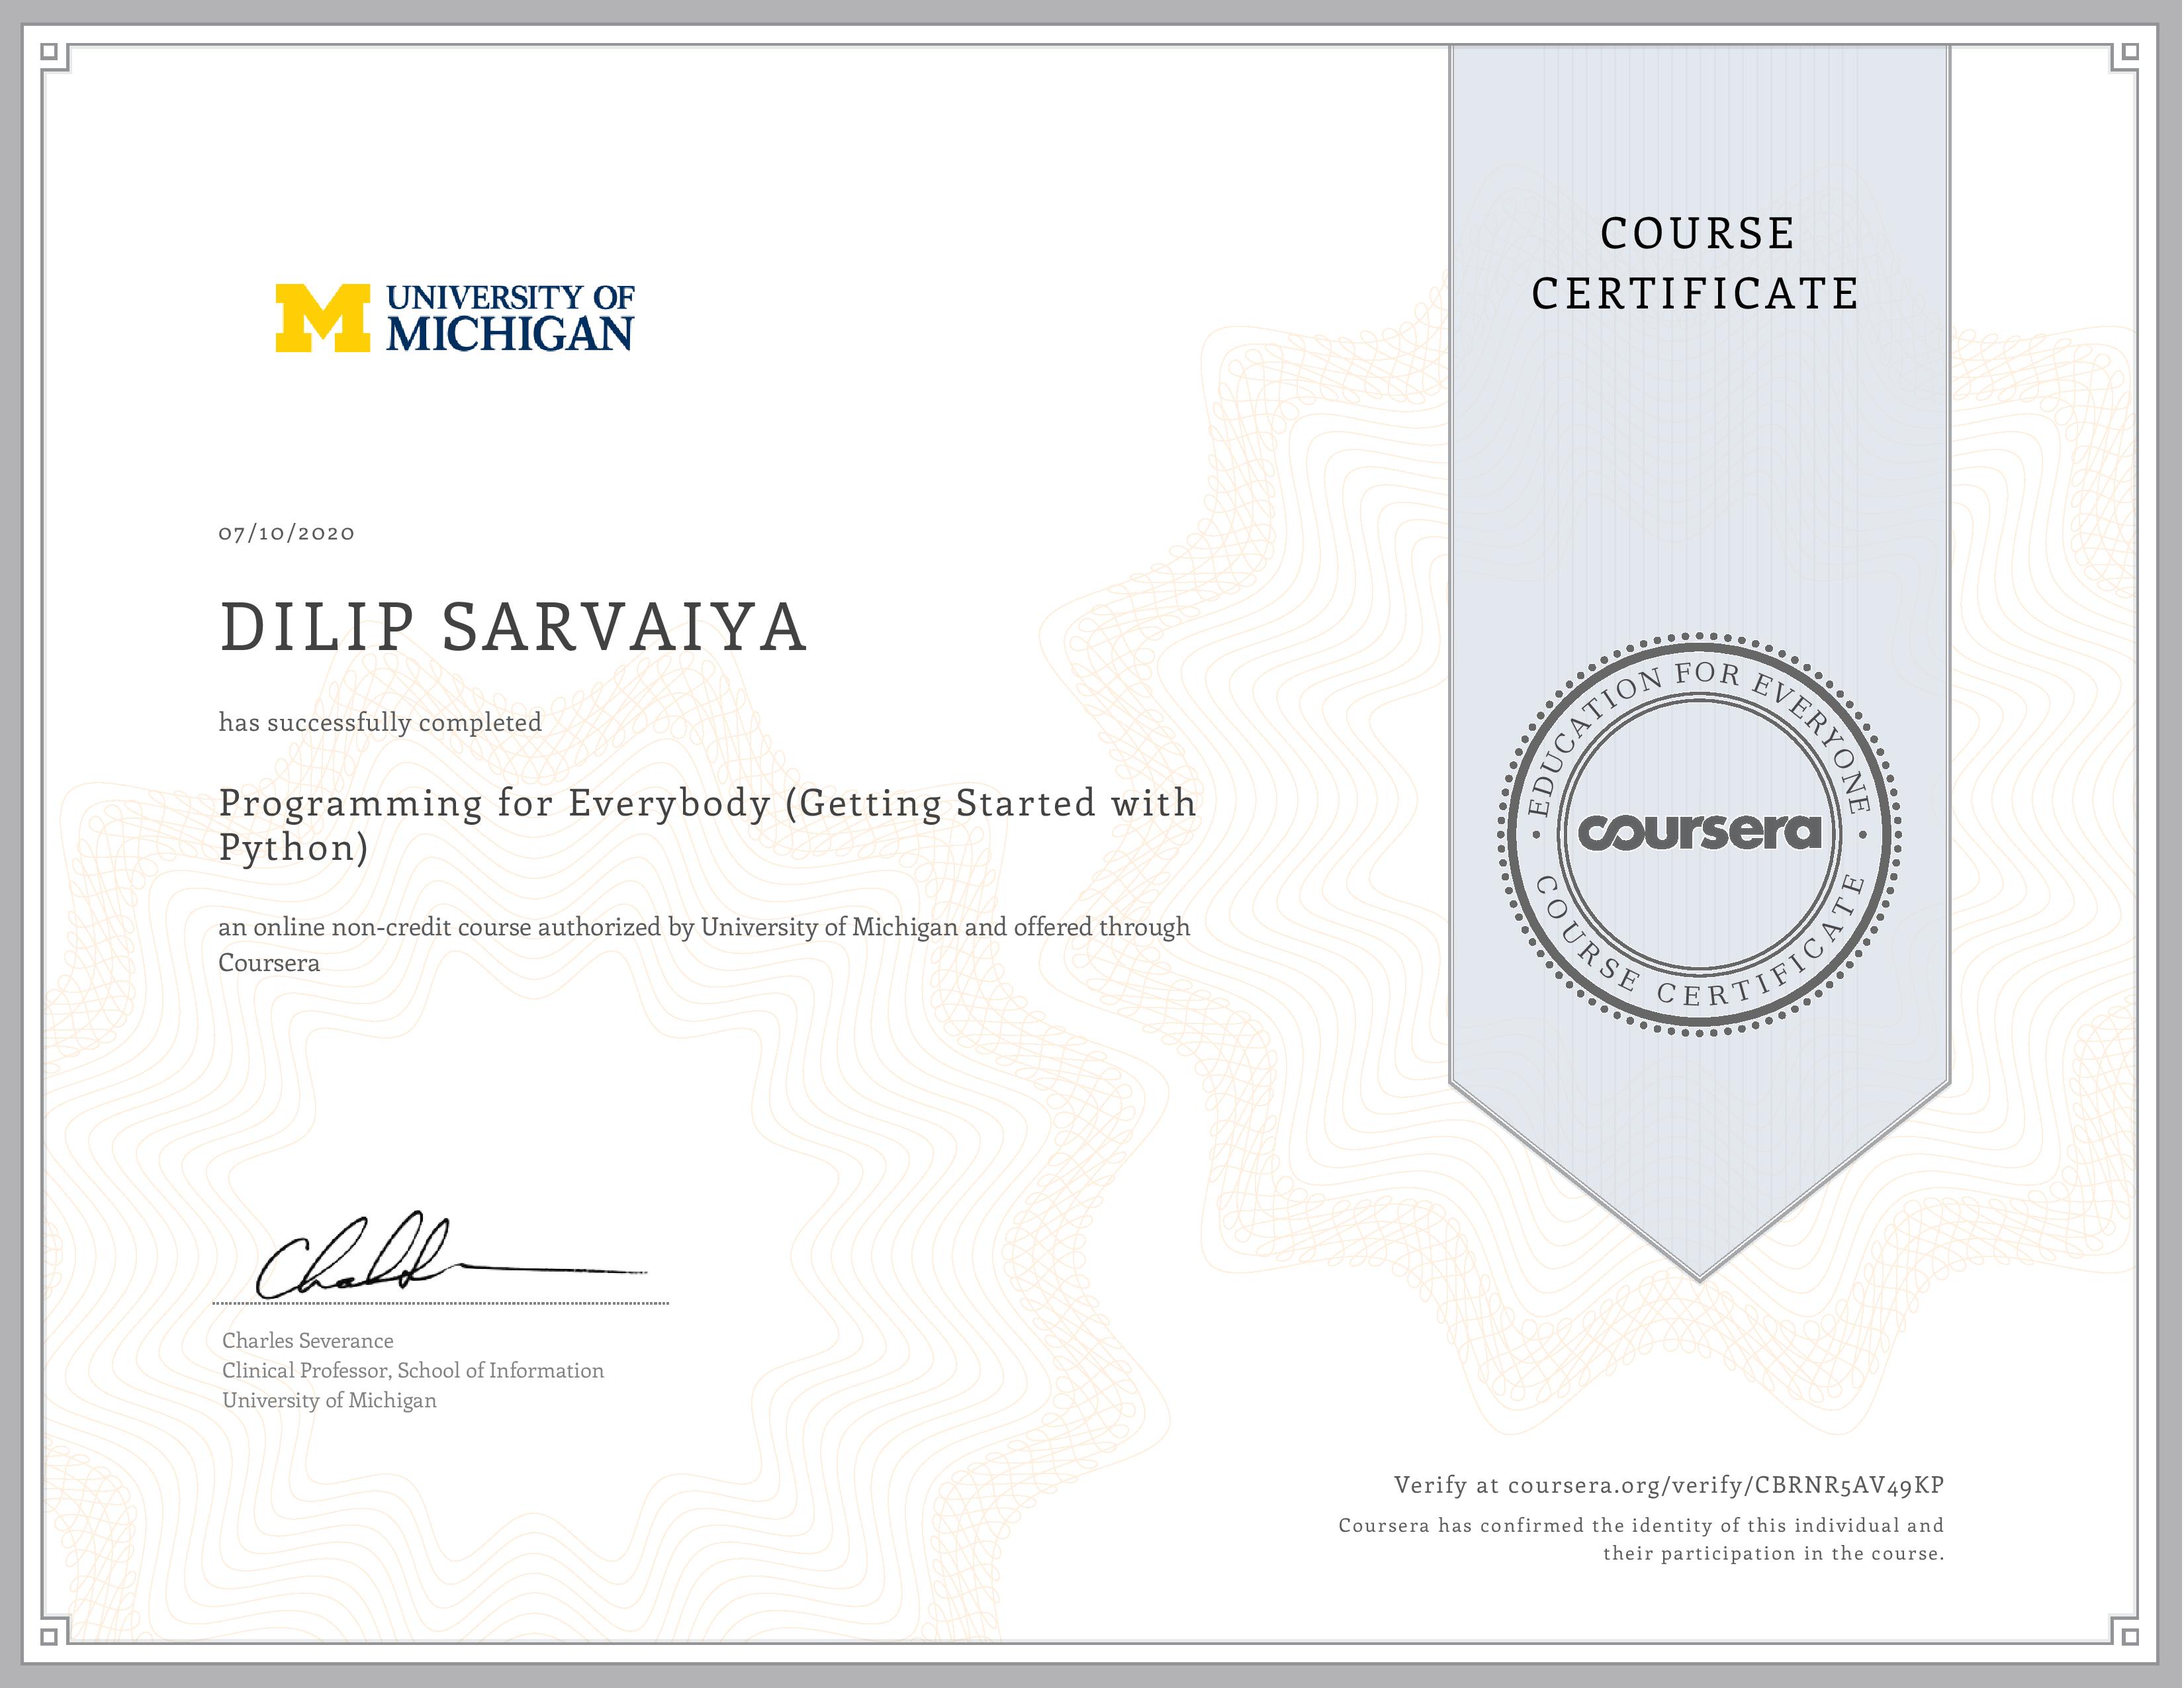 UNIVERSITY OF
MICHIGAN
07/10/2020
DILIP SARVAIYA
has successfully completed
Programming for Everybody (Getting Started with
Python)
an online non-credit course authorized by University of Michigan and offered through
Coursera
Charles Severance
Clinical Professor, School of Information
University of Michigan
COURSE
CERTIFICATE
EDUCATION FOR EVERYONE
coursera
COURSE CERTIFICATE
Verify at coursera.org/verify/CBRNR5AV49KP
Coursera has confirmed the identity of this individual and
their participation in the course.